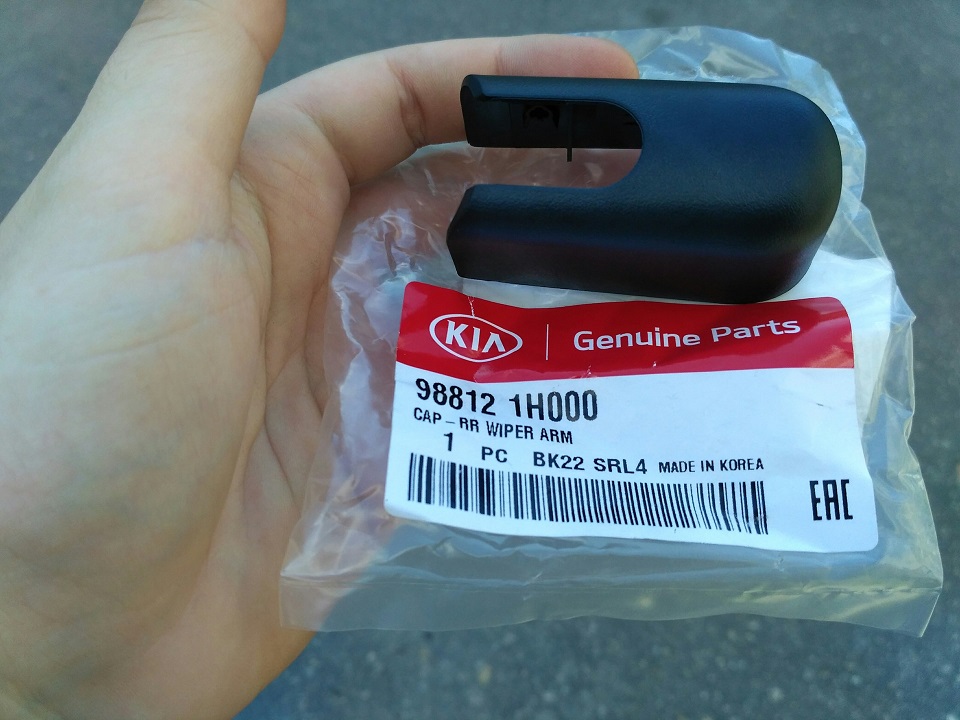 KIA Genuine Parts
98812 1H000
CAP-RR WIPER ARM
1 PC BK22 SRL4 MADE IN KOREA
EAC